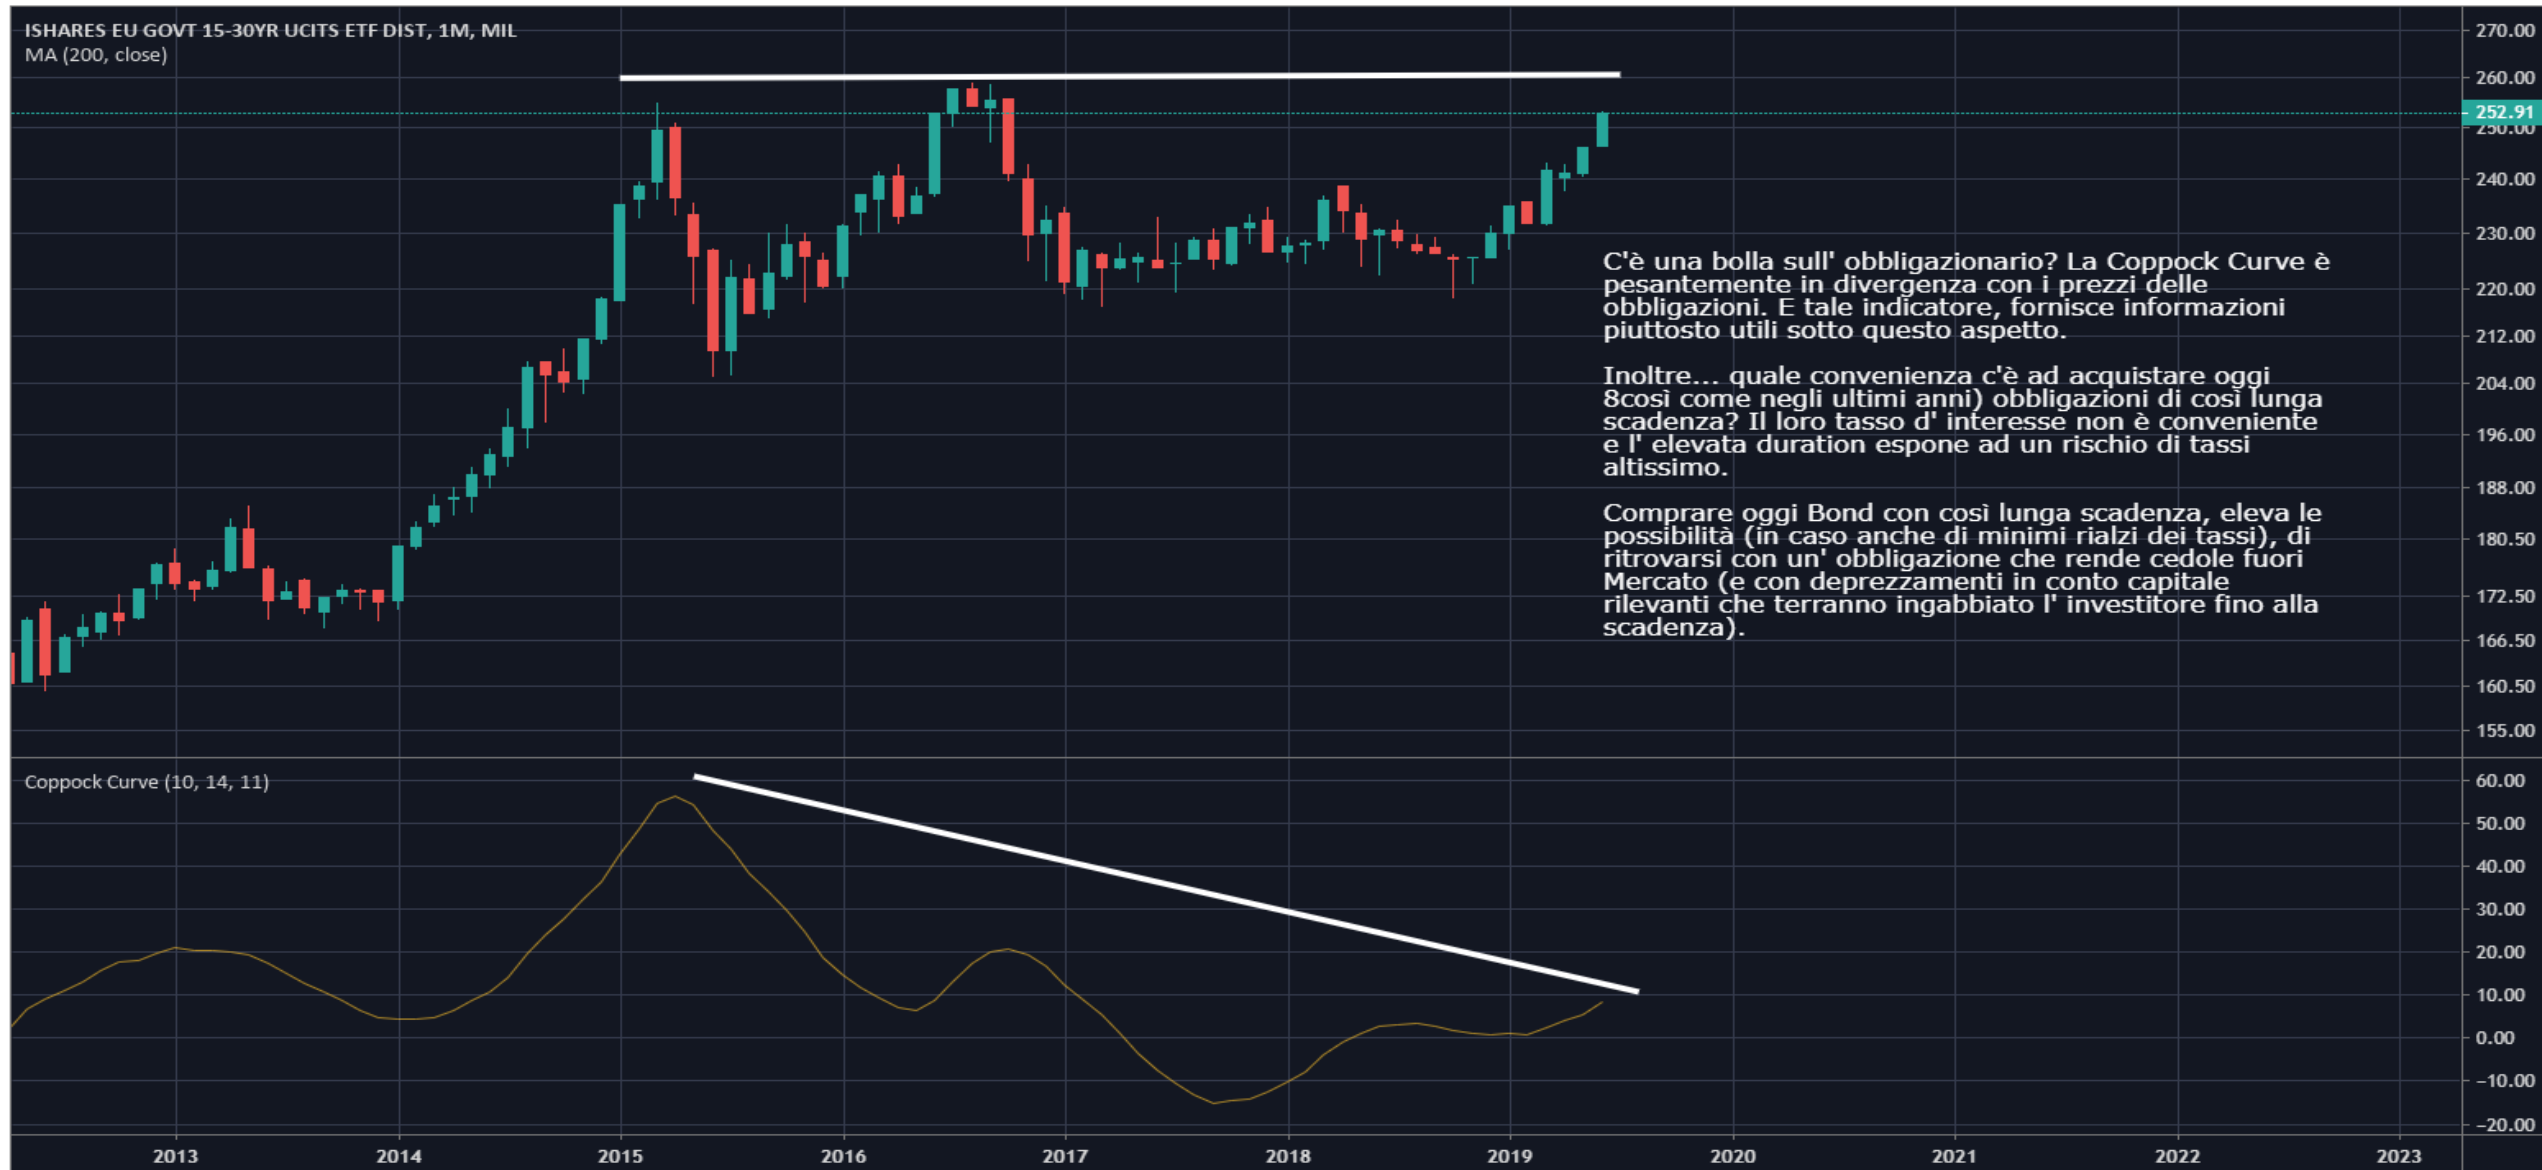 ISHARES EU GOVT 15-30YR UCITS ETF DIST, 1M, MIL
MA (200, close)
270.00
260.00
252.91
250.00
240.00
230.00
220.00
212.00
204.00
196.00
188.00
180.50
172.50
166.50
160.50
155.00
C'è una bolla sull' obbligazionario? La Coppock Curve è
pesantemente in divergenza con i prezzi delle
obbligazioni. E tale indicatore, fornisce informazioni
piuttosto utili sotto questo aspetto.
Inoltre... quale convenienza c'è ad acquistare oggi
8così come negli ultimi anni) obbligazioni di così lunga
scadenza? Il loro tasso d' interesse non è conveniente
e l' elevata duration espone ad un rischio di tassi
altissimo.
Comprare oggi Bond con così lunga scadenza, eleva le
possibilità (in caso anche di minimi rialzi dei tassi), di
ritrovarsi con un' obbligazione che rende cedole fuori
Mercato (e con deprezzamenti in conto capitale
rilevanti che terranno ingabbiato l' investitore fino alla
scadenza).
Coppock Curve (10, 14, 11)
60.00
50.00
40.00
30.00
20.00
10.00
0.00
−10.00
−20.00
2013 2014 2015 2016 2017 2018 2019 2020 2021 2022 2023